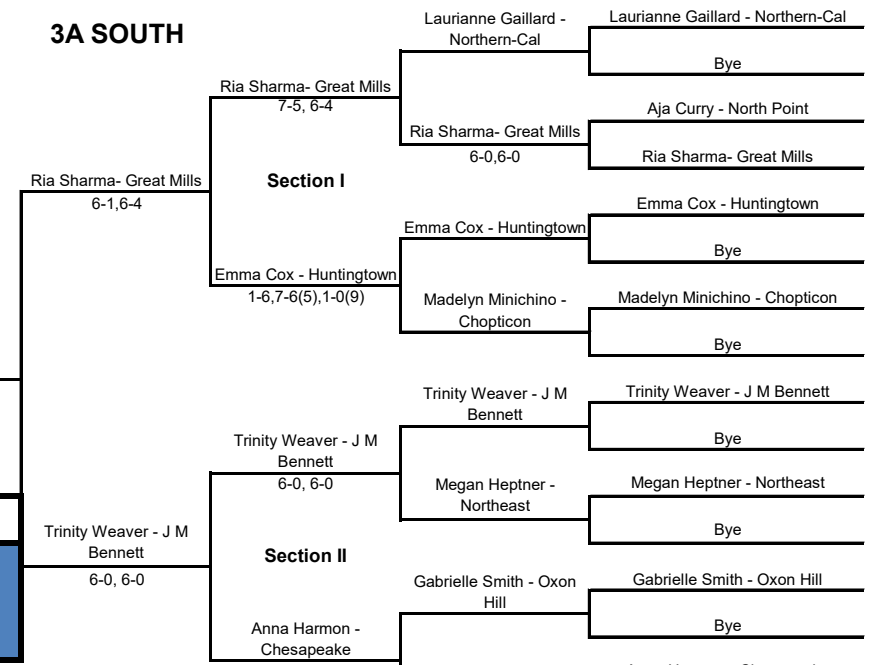 3A SOUTH
Laurianne Gaillard -
Northern-Cal
Laurianne Gaillard - Northern-Cal
Bye
Ria Sharma- Great Mills
7-5, 6-4
Aja Curry - North Point
Ria Sharma- Great Mills
6-0,6-0
Ria Sharma- Great Mills
Ria Sharma- Great Mills
6-1,6-4
Section I
Emma Cox - Huntingtown
Emma Cox - Huntingtown
Bye
Emma Cox - Huntingtown
1-6,7-6(5),1-0(9)
Madelyn Minichino -
Chopticon
Madelyn Minichino - Chopticon
Bye
Trinity Weaver - J M
Bennett
Trinity Weaver - J M Bennett
Bye
Trinity Weaver - J M
Bennett
6-0, 6-0
Megan Heptner -
Northeast
Megan Heptner - Northeast
Bye
Trinity Weaver - J M
Bennett
6-0, 6-0
Section II
Gabrielle Smith - Oxon
Hill
Gabrielle Smith - Oxon Hill
Bye
Anna Harmon -
Chesapeake